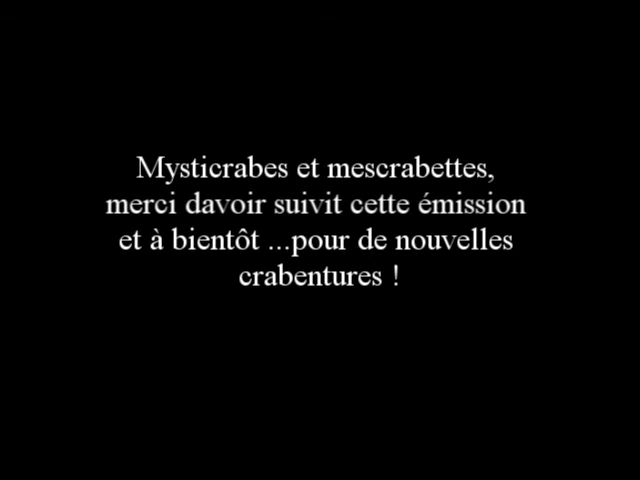 Mysticrabes et mescrabettes,
merci davoir suivit cette émission
et à bientôt ...pour de nouvelles
crabentures !